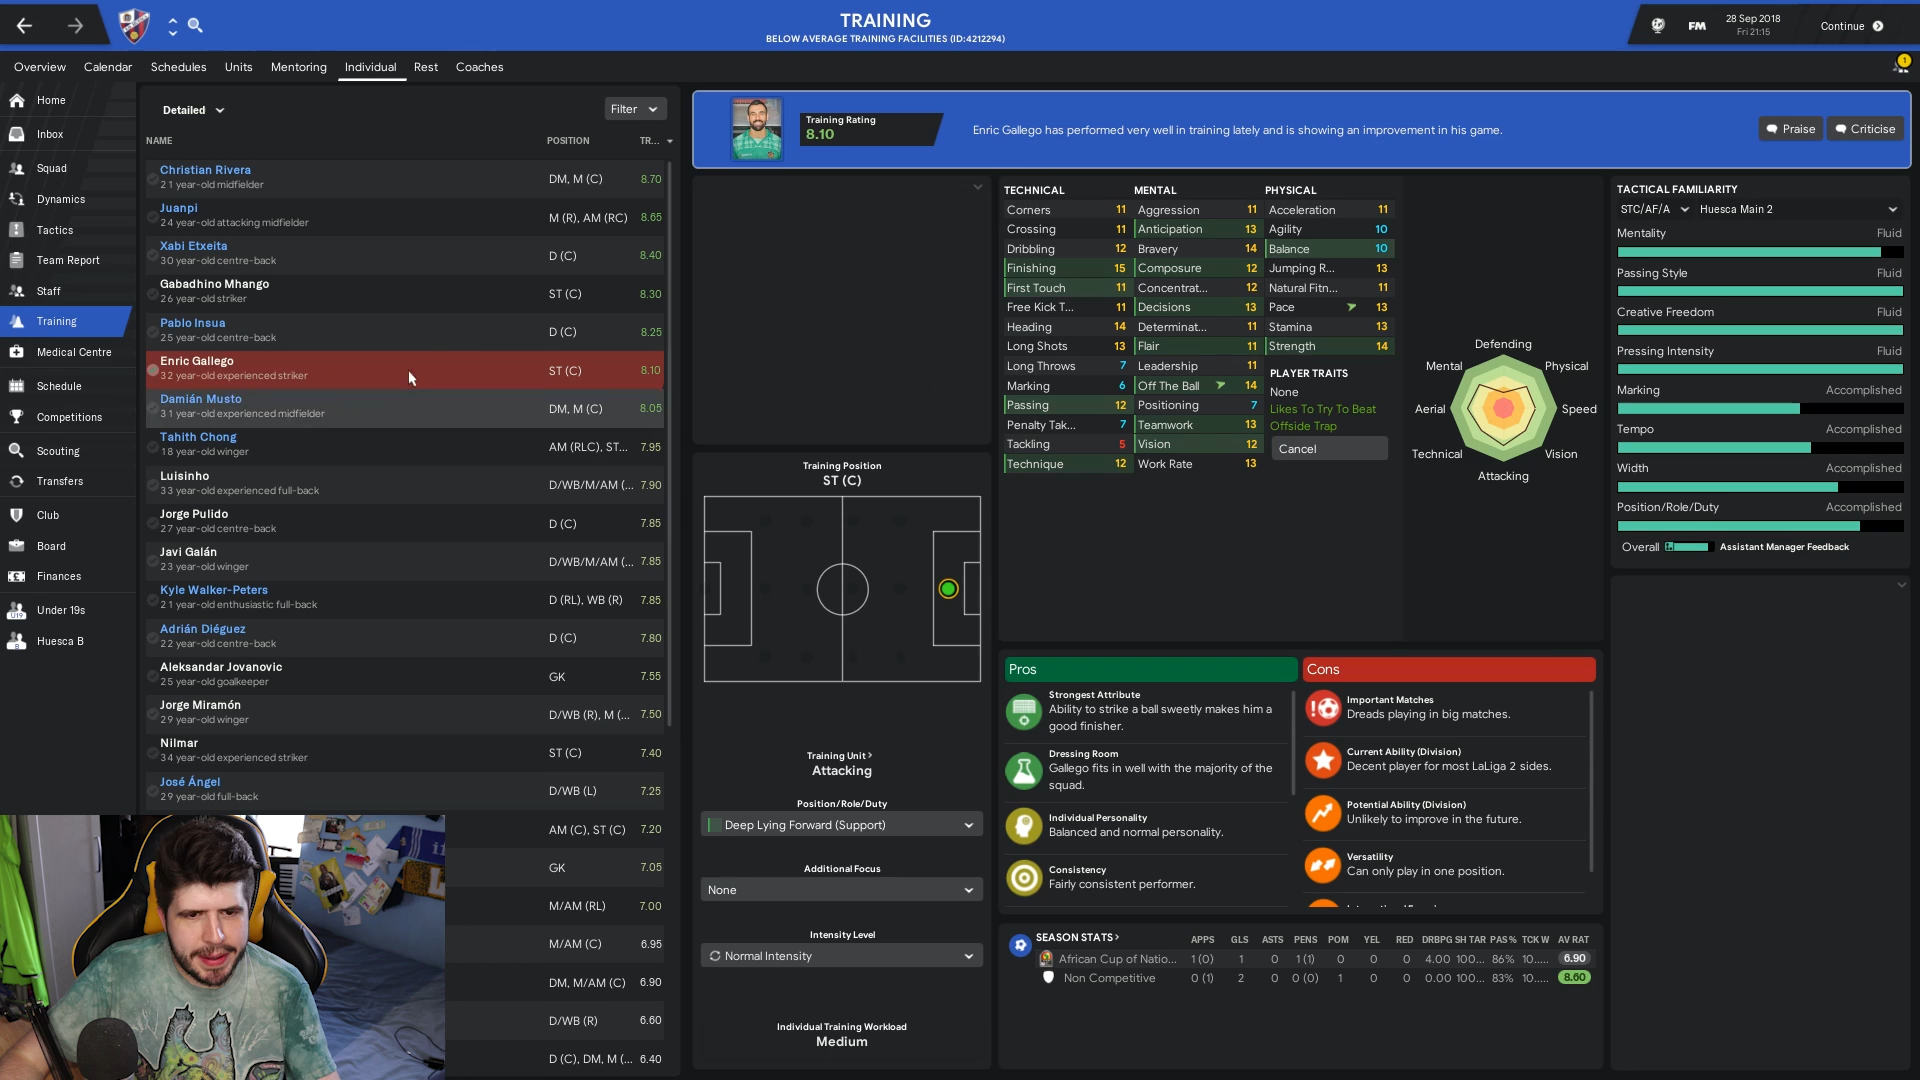 TRAINING
BELOW AVERAGE TRAINING FACILITIES (ID:4212294)
FM
28 Sep 2018
Fri 21:15
Continue
Overview Calendar Schedules Units Mentoring Individual Rest Coaches
1
Home
Inbox
Squad
Dynamics
Tactics
Team Report
Staff
Training
Medical Centre
Schedule
Competitions
Scouting
Transfers
Club
Board
Finances
Under 19s
Huesca B
Detailed
Filter
NAME POSITION TR...
Christian Rivera
21 year-old midfielder
DM, M (C) 8.70
Juanpi
24 year-old attacking midfielder
M (R), AM (RC) 8.65
Xabi Etxeita
30 year-old centre-back
D (C) 8.40
Gabadinho Mhango
26 year-old striker
ST (C) 8.30
Pablo Insua
25 year-old centre-back
D (C) 8.25
Enric Gallego
32 year-old experienced striker
ST (C) 8.10
Damián Musto
31 year-old experienced midfielder
DM, M (C) 8.05
Tahith Chong
18 year-old winger
AM (RLC), ST... 7.95
Luisinho
33 year-old experienced full-back
D/WB/M/AM (... 7.90
Jorge Pulido
27 year-old centre-back
D (C) 7.85
Javi Galán
23 year-old winger
D/WB/M/AM (... 7.85
Kyle Walker-Peters
21 year-old enthusiastic full-back
D (RL), WB (R) 7.85
Adrián Diéguez
22 year-old centre-back
D (C) 7.80
Aleksandar Jovanovic
25 year-old goalkeeper
GK 7.55
Jorge Miramón
29 year-old winger
D/WB (R), M (... 7.50
Nilmar
34 year-old experienced striker
ST (C) 7.40
José Ángel
29 year-old full-back
D/WB (L) 7.25
AM (C), ST (C) 7.20
GK 7.05
M/AM (RL) 7.00
M/AM (C) 6.95
DM, M/AM (C) 6.90
D/WB (R) 6.60
D (C), DM, M (... 6.40
Training Rating
8.10
Enric Gallego has performed very well in training lately and is showing an improvement in his game.
Praise
Criticise
Training Position
ST (C)
Training Unit >
Attacking
Position/Role/Duty
Deep Lying Forward (Support)
Additional Focus
None
Intensity Level
Normal Intensity
Individual Training Workload
Medium
TECHNICAL
Corners 11
Crossing 11
Dribbling 12
Finishing 15
First Touch 11
Free Kick T... 11
Heading 14
Long Shots 13
Long Throws 7
Marking 6
Passing 12
Penalty Tak... 7
Tackling 5
Technique 12
MENTAL
Aggression 11
Anticipation 13
Bravery 14
Composure 12
Concentrat... 12
Decisions 13
Determinat... 11
Flair 11
Leadership 11
Off The Ball 14
Positioning 7
Teamwork 13
Vision 12
Work Rate 13
PHYSICAL
Acceleration 11
Agility 10
Balance 10
Jumping R... 13
Natural Fitn... 11
Pace 13
Stamina 13
Strength 14
PLAYER TRAITS
None
Likes To Try To Beat
Offside Trap
Cancel
Defending
Mental Physical
Aerial Speed
Technical Vision
Attacking
TACTICAL FAMILIARITY
STC/AF/A Huesca Main 2
Mentality Fluid
Passing Style Fluid
Creative Freedom Fluid
Pressing Intensity Fluid
Marking Accomplished
Tempo Accomplished
Width Accomplished
Position/Role/Duty Accomplished
Overall Assistant Manager Feedback
Pros
Strongest Attribute
Ability to strike a ball sweetly makes him a
good finisher.
Dressing Room
Gallego fits in well with the majority of the
squad.
Individual Personality
Balanced and normal personality.
Consistency
Fairly consistent performer.
Cons
Important Matches
Dreads playing in big matches.
Current Ability (Division)
Decent player for most LaLiga 2 sides.
Potential Ability (Division)
Unlikely to improve in the future.
Versatility
Can only play in one position.
SEASON STATS > APPS GLS ASTS PENS POM YEL RED DRBPG SH TAR PAS% TCK W AV RAT
African Cup of Natio... 1 (0) 1 0 1 (1) 0 0 0 4.00 100... 86% 10..... 6.90
Non Competitive 0 (1) 2 0 0 (0) 1 0 0 0.00 100... 83% 10..... 8.60